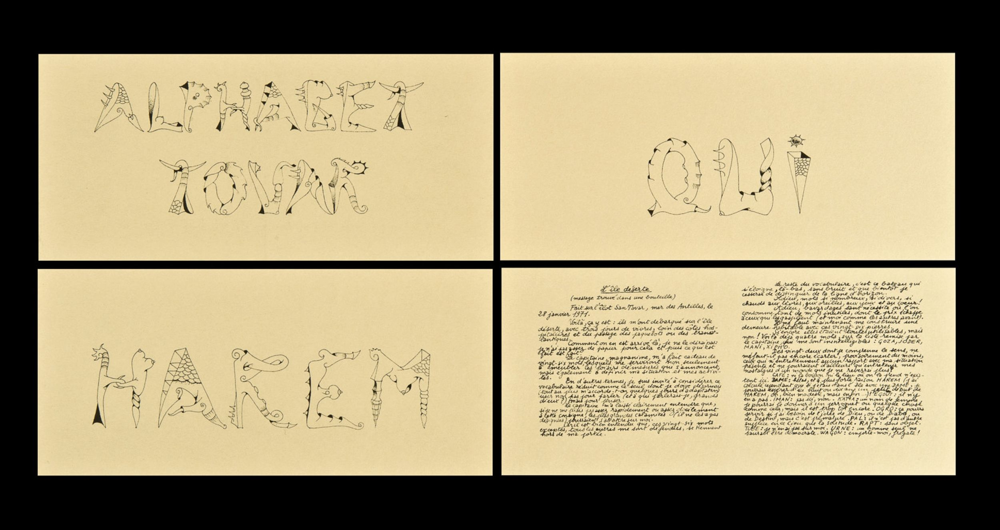 ALPHABET
TOVAR
QUi
HAREM
L'île déserte
(message trouvé dans une bouteille)
Fait sur l'îlot San Tovar, mer des Antilles, le
28 janvier 1971.
Voilà, ça y est : ils m'ont débarqué sur l'île
déserte, avec trois jours de vivres, loin des côtes hos-
pitalières et du passage des paquebots ou des transat-
lantiques.
Comment on en est arrivé là, je ne le dirai pas:
je n'ai pas assez de papier pour cela et puis ce qui est
fait est fait.
Le capitaine, magnanime, m'a fait cadeau de
vingt-six mots, lesquels me serviront non seulement
à meubler les loisirs démesurés qui s'annoncent,
mais également à définir ma situation et mes activi-
tés.
En d'autres termes, je suis invité à considérer ce
vocabulaire réduit comme le seul dont je doive désormais
(tout au plus m'accorde-t-on quelques jours d'adaptation)
user non pas pour parler (et à qui parlerais-je, grands
dieux?) mais pour penser.
Le capitaine m'a laissé clairement entendre que,
si je ne me pliais pas assez rapidement ou assez docilement
à cette consigne, les plus grandes calamités (il ne les a pas
désignées) pourraient s'abattre sur moi.
Car il est bien entendu que, ces vingt-six mots
exceptés, tous les autres me sont défendus, se tiennent
hors de ma portée.
Le reste du vocabulaire, c'est ce bateau qui
s'éloigne, là-bas, sans bruit et que bientôt je
cesserai de distinguer de la ligne d'horizon.
Adieu, mots si nombreux, si divers, si
chauds aux lèvres, aux oreilles, aux yeux et au coeur!
Adieu, bavardages sans nécessité où l'on
consomme tant de mots inutiles, dont le prix échappe
à ceux qui les gaspillent (et moi comme les autres avant).
Il me faut maintenant me construire une
demeure habitable avec ces vingt-six pierres.
Si encore elles étaient toutes utilisables, mais
non! Voilà déjà quatre mots, sur la liste remise par
le capitaine, qui me sont inintelligibles : GOZA, JODER,
MANI, XIPHO.
Des vingt-deux dont je comprenne le sens, ne
me faut-il pas encore écarter, provisoirement du moins,
ceux qui n'entretiennent aucun rapport avec ma situation
présente et ne pourraient d'ailleurs qu'entretenir mes
nostalgies d'un monde que je ne reverrai plus?
CAFE : ni la boisson ni le lieu où on la vend n'exis-
tent ici. DAME: hélas, et à plus forte raison HAREM (j'ai
calculé cependant que si j'étais dans l'île avec une DAME, je
pourrais espérer d'ici huit ou dix ans un petit début de
HAREM, oh, bien modeste, mais enfin...)! EGOUT : il n'y
en a pas. IMAN: pas ici, non. KATIA: un nom de femme,
je pourrai le donner à un perroquet ou quelque chose
comme cela, mais il est trop tôt encore. OGRO: ça pourra
servir si j'ai besoin de l'idée de Dieu, ou de Diable, ou
de Destin, mais c'est prématuré. PAL: il n'est pas d'autre
supplice en ce lieu que la solitude. RAPT: sans objet.
TUBE : je n'en ai pas sur moi. URNE: un homme seul ne
saurait être démocrate. WAGON : emporte-moi, frégate!